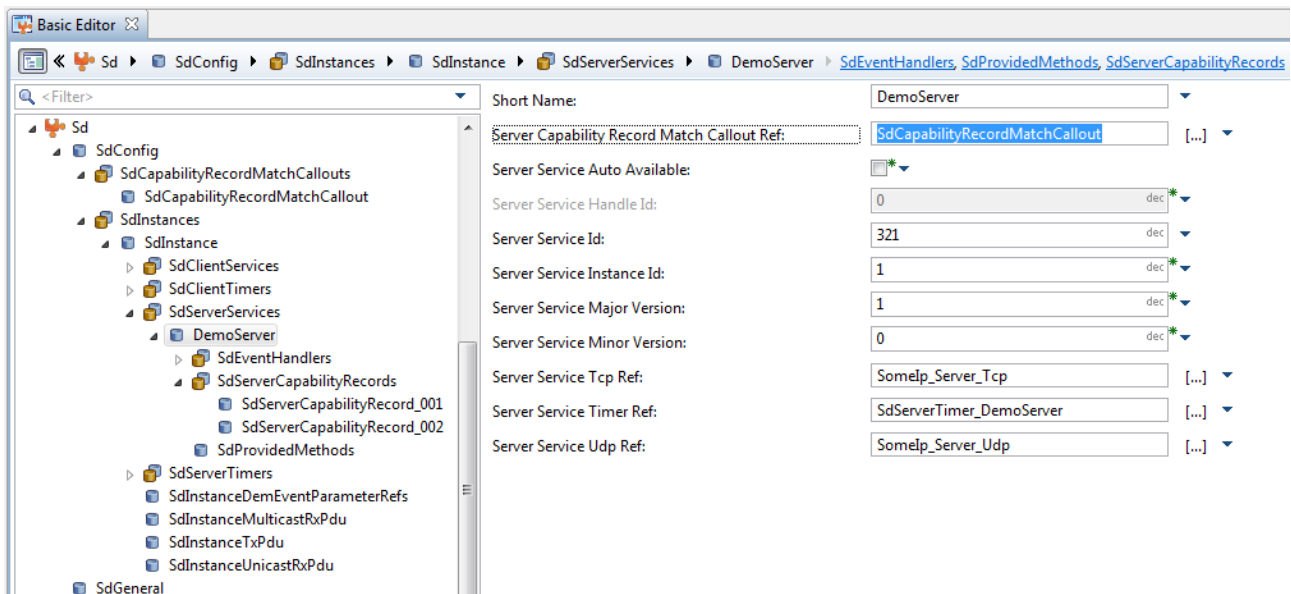 Basic Editor
Sd SdConfig SdInstances SdInstance SdServerServices DemoServer SdEventHandlers, SdProvidedMethods, SdServerCapabilityRecords
<Filter>
Sd
SdConfig
SdCapabilityRecordMatchCallouts
SdCapabilityRecordMatchCallout
SdInstances
SdInstance
SdClientServices
SdClientTimers
SdServerServices
DemoServer
SdEventHandlers
SdServerCapabilityRecords
SdServerCapabilityRecord_001
SdServerCapabilityRecord_002
SdProvidedMethods
SdServerTimers
SdInstanceDemEventParameterRefs
SdInstanceMulticastRxPdu
SdInstanceTxPdu
SdInstanceUnicastRxPdu
SdGeneral
Short Name: DemoServer
Server Capability Record Match Callout Ref: SdCapabilityRecordMatchCallout [...]
Server Service Auto Available: *
Server Service Handle Id: 0 dec *
Server Service Id: 321 dec
Server Service Instance Id: 1 dec *
Server Service Major Version: 1 dec *
Server Service Minor Version: 0 dec *
Server Service Tcp Ref: SomeIp_Server_Tcp [...]
Server Service Timer Ref: SdServerTimer_DemoServer [...]
Server Service Udp Ref: SomeIp_Server_Udp [...]